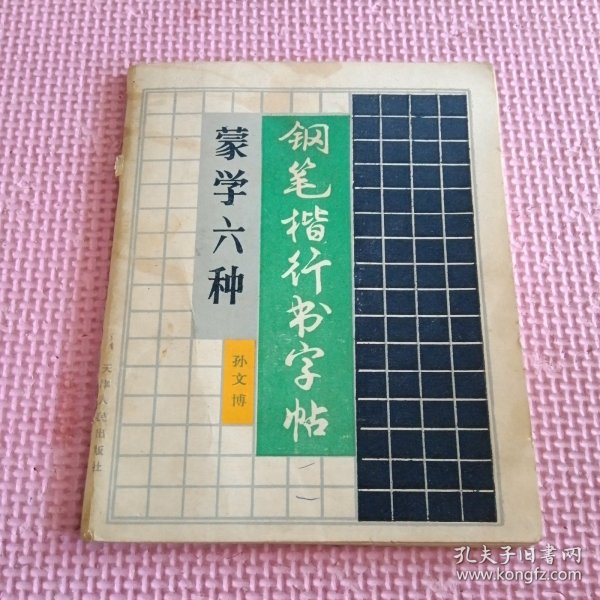 钢笔楷行书字帖
蒙学六种
孙文博
天津人民出版社
孔夫子旧書网
www.kongfz.com